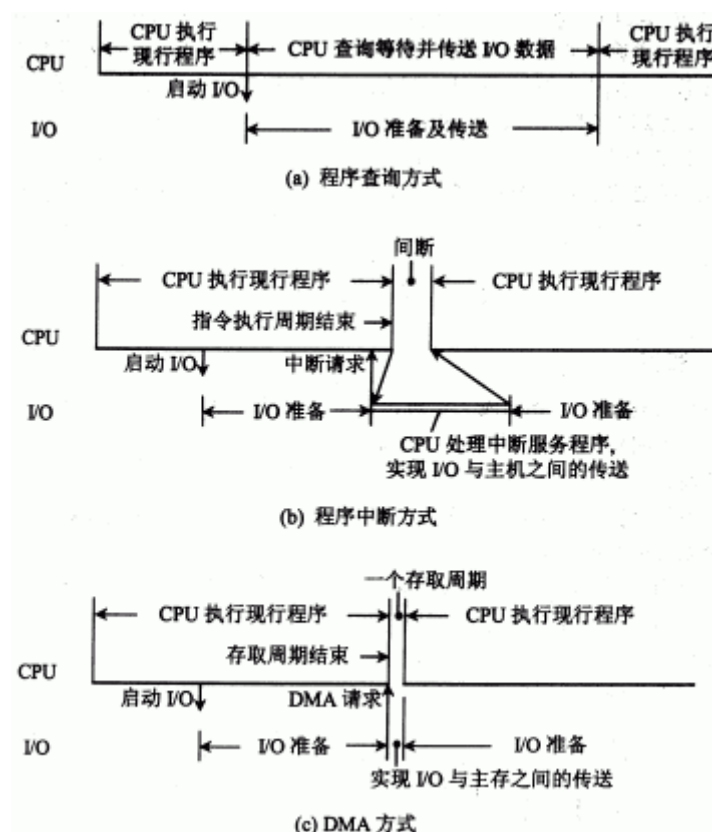 CPU 执行
现行程序
CPU 查询等待并传送 I/O 数据
CPU 执行
现行程序
CPU
启动 I/O
I/O
I/O 准备及传送
(a) 程序查询方式
间断
CPU 执行现行程序
CPU 执行现行程序
指令执行周期结束
CPU
启动 I/O
中断请求
I/O
I/O 准备
I/O 准备
CPU 处理中断服务程序,
实现 I/O 与主机之间的传送
(b) 程序中断方式
一个存取周期
CPU 执行现行程序
CPU 执行现行程序
存取周期结束
CPU
启动 I/O
DMA 请求
I/O
I/O 准备
I/O 准备
实现 I/O 与主存之间的传送
(c) DMA 方式